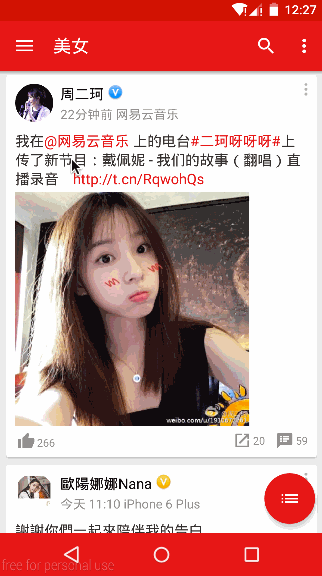 12:27
美女
周二珂
22分钟前 网易云音乐
我在@网易云音乐 上的电台#二珂呀呀呀#上
传了新节目：戴佩妮 - 我们的故事（翻唱）直
播录音 http://t.cn/RqwohQs
266
20
59
歐陽娜娜Nana
今天 11:10 iPhone 6 Plus
謝謝你們一起來陪伴我的告白
free for personal use